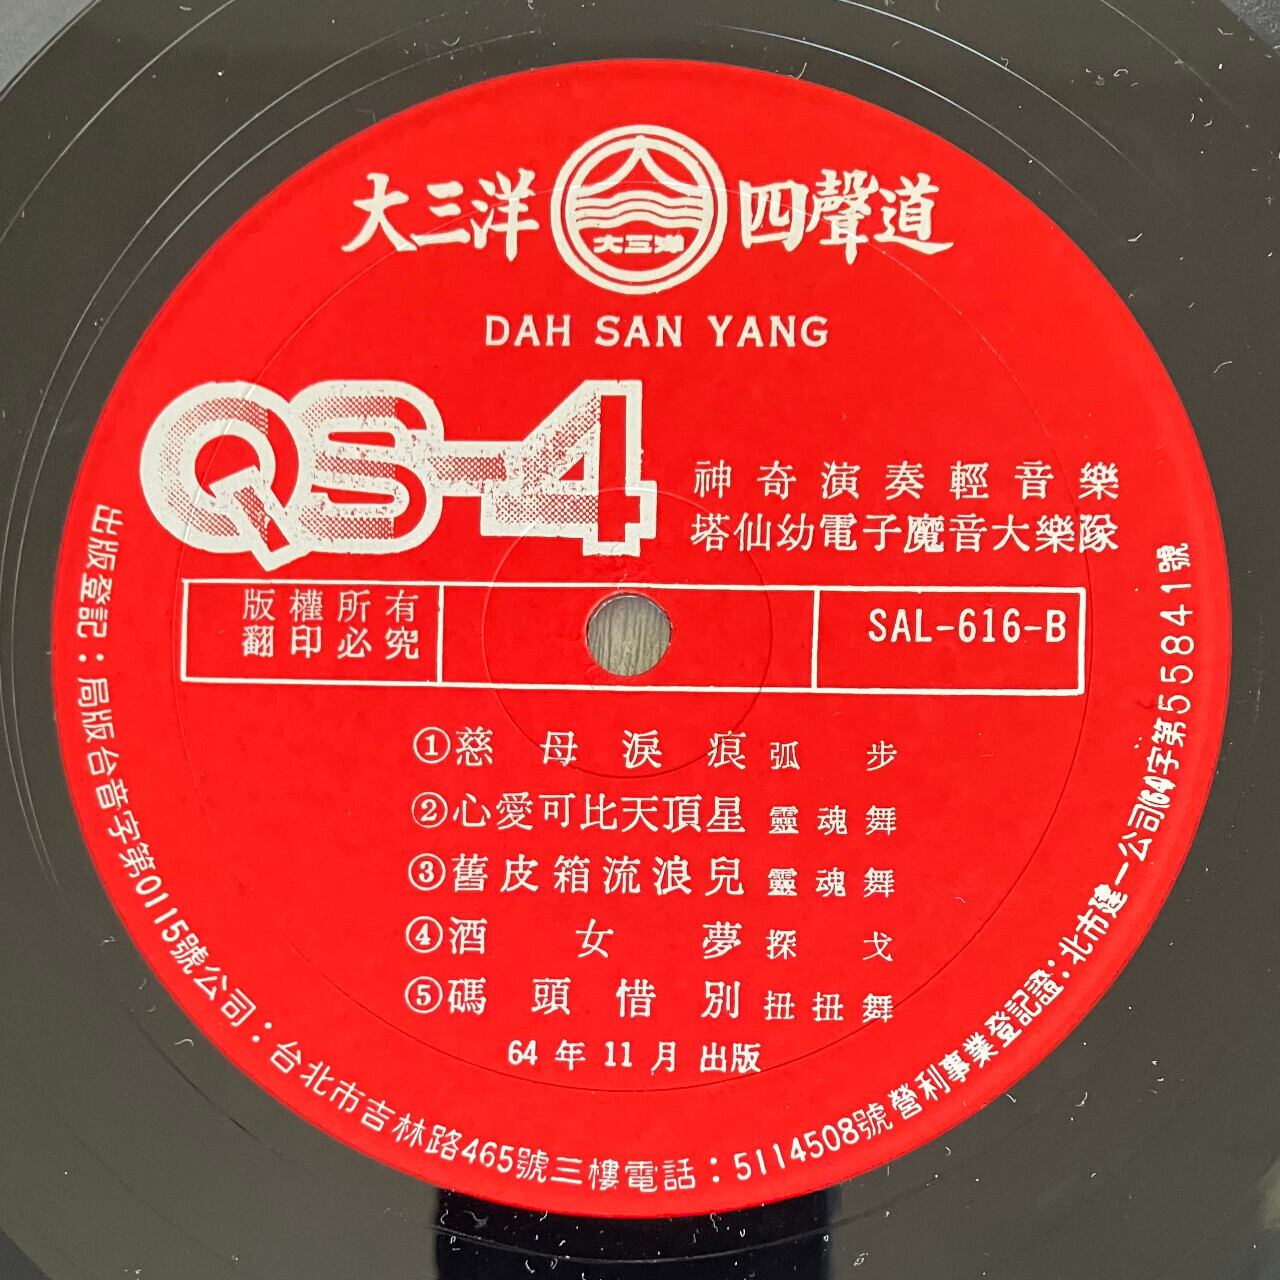 大三洋 四聲道
大三洋
DAH SAN YANG
QS-4
神奇演奏輕音樂
塔仙幼電子魔音大樂隊
版權所有
翻印必究
SAL-616-B
①慈母淚痕 弧步
②心愛可比天頂星 靈魂舞
③舊皮箱流浪兒 靈魂舞
④酒女夢 探戈
⑤碼頭惜別 扭扭舞
64年11月出版
出版登記：局版台音字第0115號公司：台北市吉林路465號三樓電話：5114508號營利事業登記證：北市建一公司(64)字第55841號